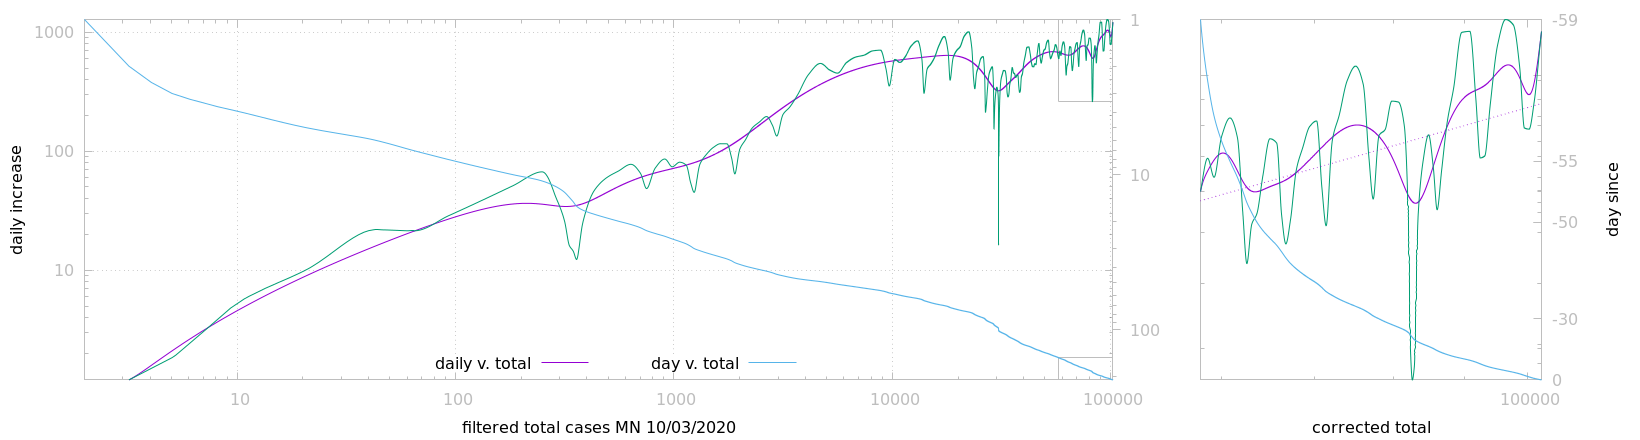 1000
100
10
daily increase
daily v. total
day v. total
10
100
1000
10000
100000
filtered total cases MN 10/03/2020
1
10
100
-59
-55
-50
-30
0
day since
100000
corrected total